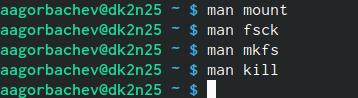 aagorbachev@dk2n25 ~ $ man mount
aagorbachev@dk2n25 ~ $ man fsck
aagorbachev@dk2n25 ~ $ man mkfs
aagorbachev@dk2n25 ~ $ man kill
aagorbachev@dk2n25 ~ $